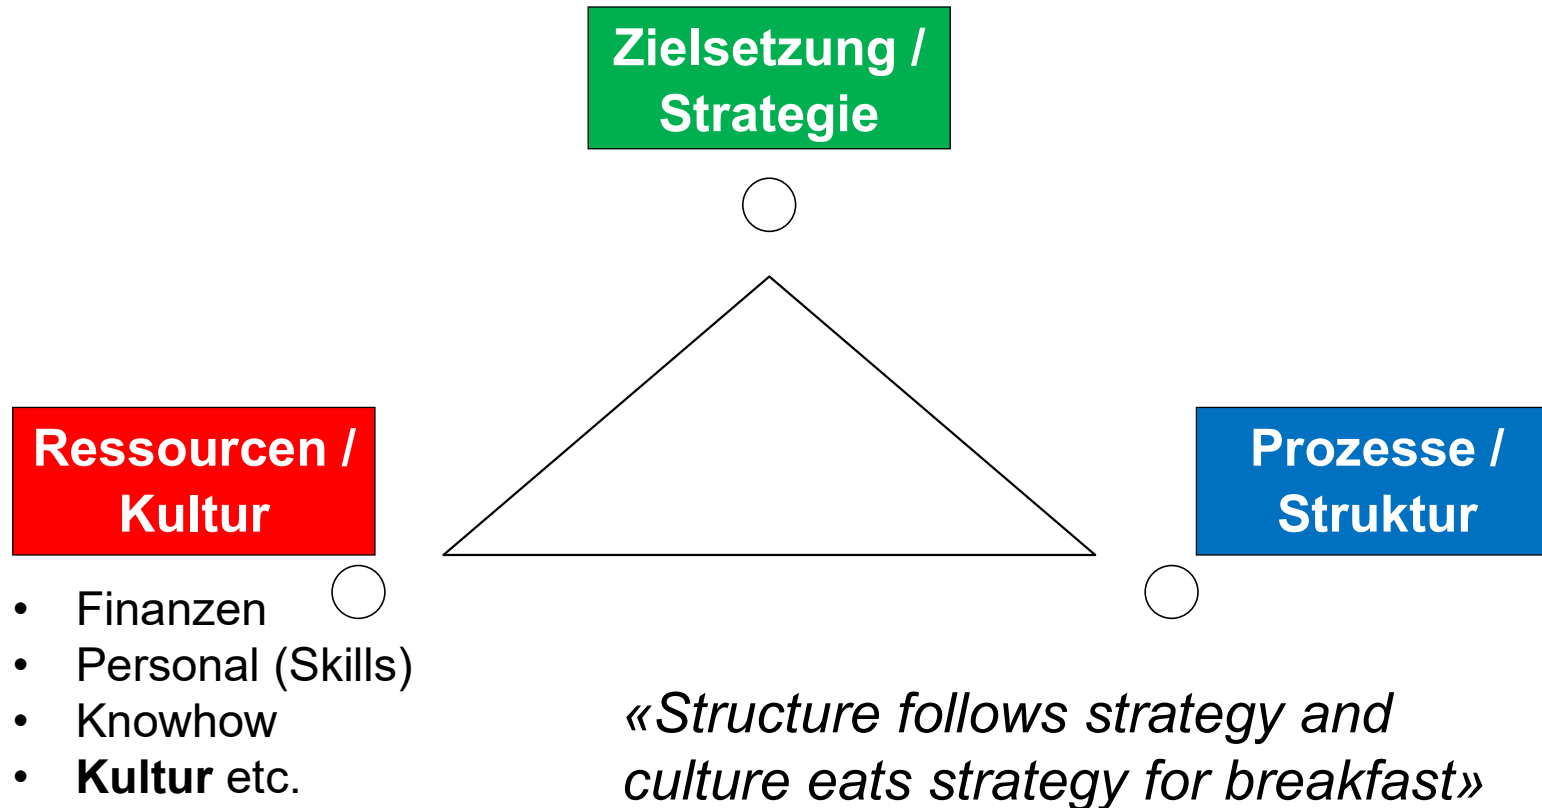 Zielsetzung /
Strategie
Ressourcen /
Kultur
Prozesse /
Struktur
• Finanzen
• Personal (Skills)
• Knowhow
• Kultur etc.
«Structure follows strategy and
culture eats strategy for breakfast»